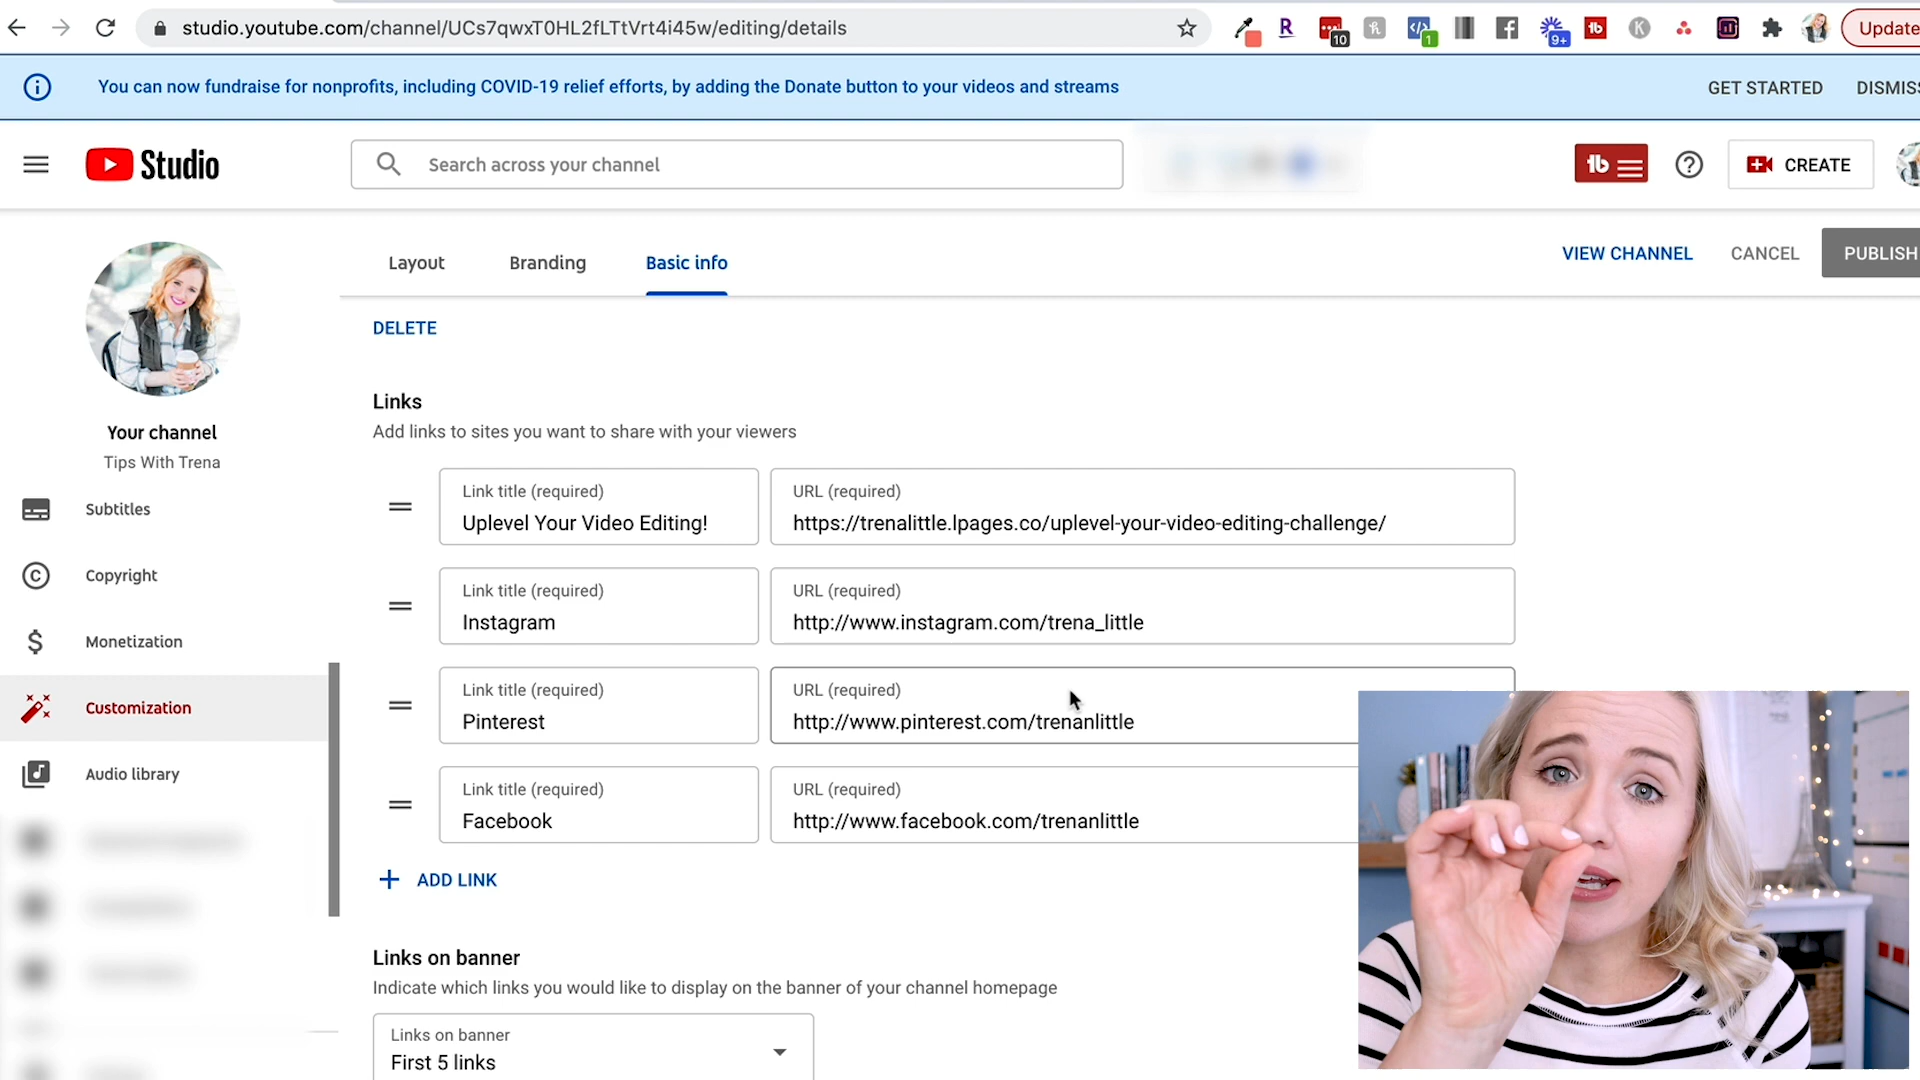 studio.youtube.com/channel/UCs7qwxT0HL2fLTtVrt4i45w/editing/details
R
10
1
9+
K
Update
You can now fundraise for nonprofits, including COVID-19 relief efforts, by adding the Donate button to your videos and streams
GET STARTED
DISMISS
Studio
Search across your channel
CREATE
Layout
Branding
Basic info
VIEW CHANNEL
CANCEL
PUBLISH
DELETE
Links
Add links to sites you want to share with your viewers
Your channel
Tips With Trena
Subtitles
Copyright
Monetization
Customization
Audio library
Link title (required)
Uplevel Your Video Editing!
URL (required)
https://trenalittle.lpages.co/uplevel-your-video-editing-challenge/
Link title (required)
Instagram
URL (required)
http://www.instagram.com/trena_little
Link title (required)
Pinterest
URL (required)
http://www.pinterest.com/trenanlittle
Link title (required)
Facebook
URL (required)
http://www.facebook.com/trenanlittle
ADD LINK
Links on banner
Indicate which links you would like to display on the banner of your channel homepage
Links on banner
First 5 links